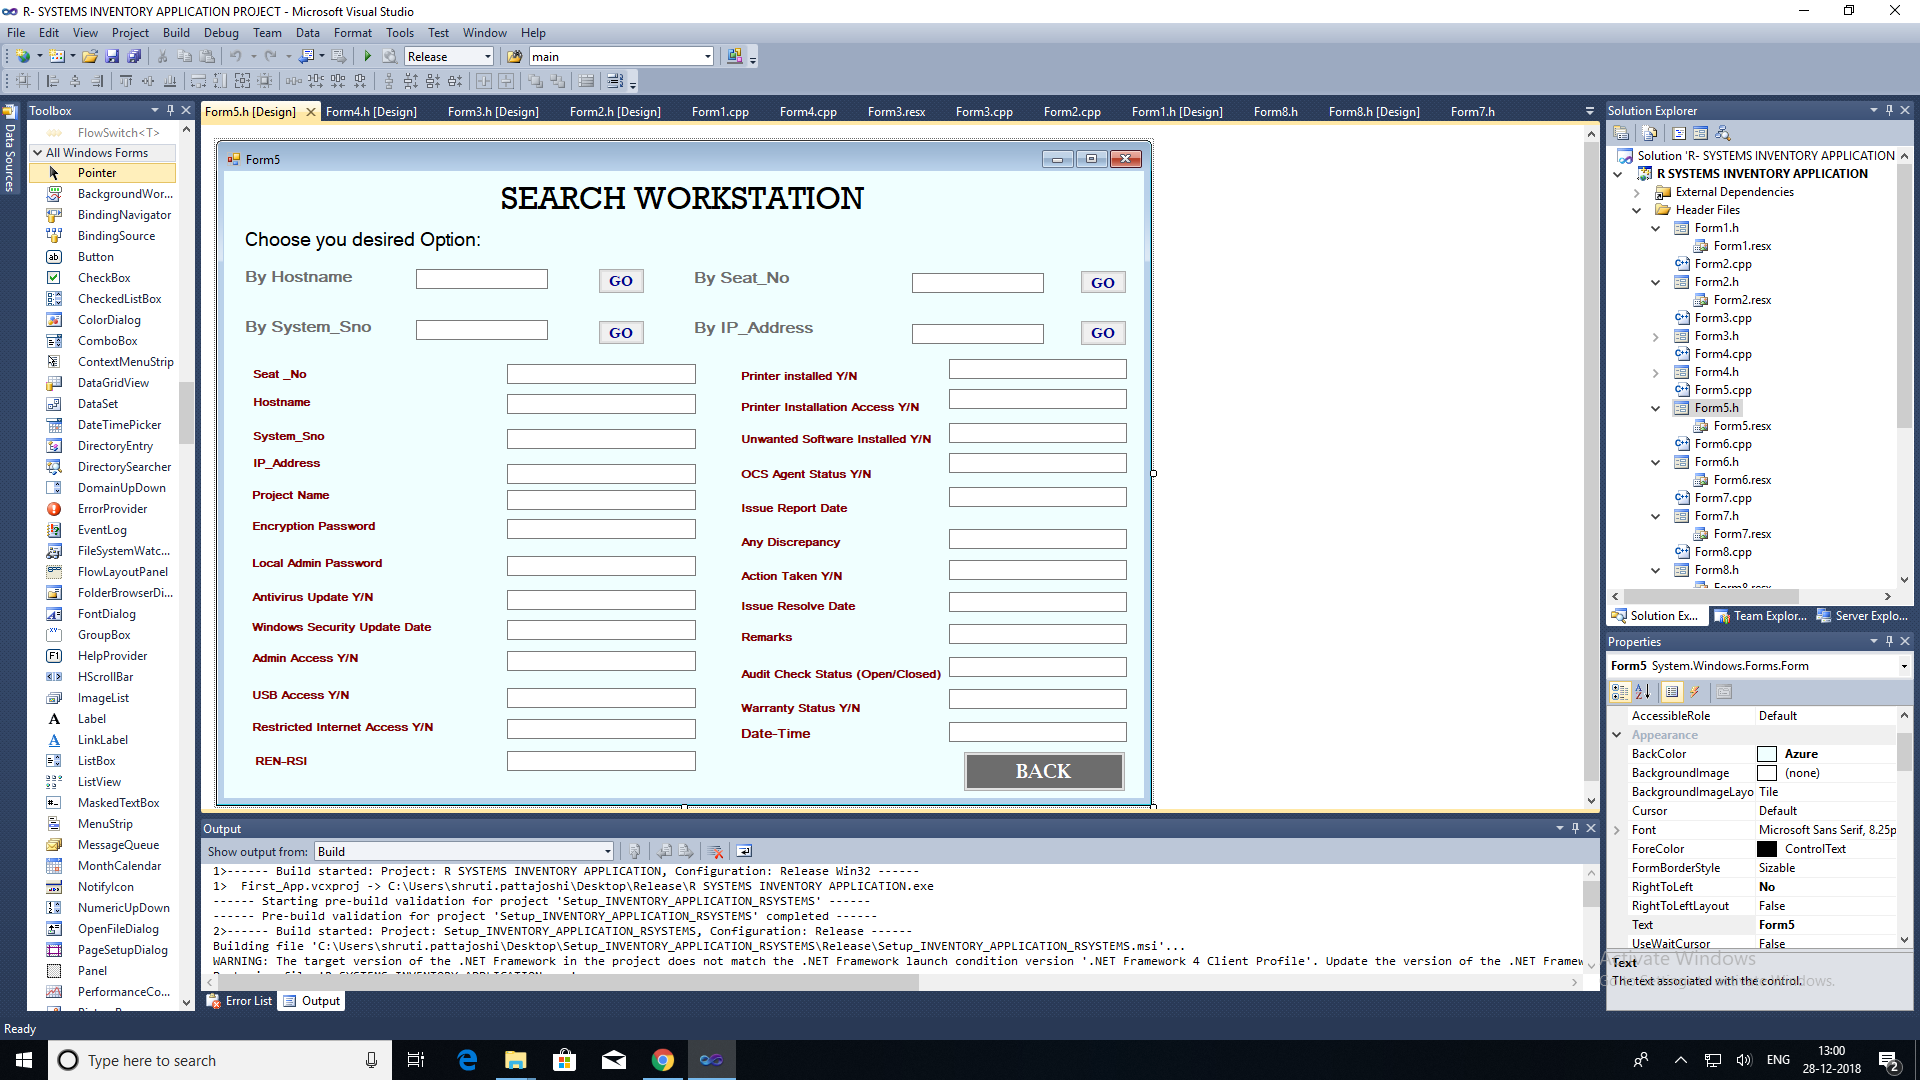 R- SYSTEMS INVENTORY APPLICATION PROJECT - Microsoft Visual Studio
File Edit View Project Build Debug Team Data Format Tools Test Window Help
Release main
Data Sources
Toolbox
FlowSwitch<T>
All Windows Forms
Pointer
BackgroundWor...
BindingNavigator
BindingSource
Button
CheckBox
CheckedListBox
ColorDialog
ComboBox
ContextMenuStrip
DataGridView
DataSet
DateTimePicker
DirectoryEntry
DirectorySearcher
DomainUpDown
ErrorProvider
EventLog
FileSystemWatc...
FlowLayoutPanel
FolderBrowserDi...
FontDialog
GroupBox
HelpProvider
HScrollBar
ImageList
Label
LinkLabel
ListBox
ListView
MaskedTextBox
MenuStrip
MessageQueue
MonthCalendar
NotifyIcon
NumericUpDown
OpenFileDialog
PageSetupDialog
Panel
PerformanceCo...
Form5.h [Design] Form4.h [Design] Form3.h [Design] Form2.h [Design] Form1.cpp Form4.cpp Form3.resx Form3.cpp Form2.cpp Form1.h [Design] Form8.h Form8.h [Design] Form7.h
Form5
SEARCH WORKSTATION
Choose you desired Option:
By Hostname GO By Seat_No GO
By System_Sno GO By IP_Address GO
Seat _No
Hostname
System_Sno
IP_Address
Project Name
Encryption Password
Local Admin Password
Antivirus Update Y/N
Windows Security Update Date
Admin Access Y/N
USB Access Y/N
Restricted Internet Access Y/N
REN-RSI
Printer installed Y/N
Printer Installation Access Y/N
Unwanted Software Installed Y/N
OCS Agent Status Y/N
Issue Report Date
Any Discrepancy
Action Taken Y/N
Issue Resolve Date
Remarks
Audit Check Status (Open/Closed)
Warranty Status Y/N
Date-Time
BACK
Output
Show output from: Build
1>------ Build started: Project: R SYSTEMS INVENTORY APPLICATION, Configuration: Release Win32 ------
1> First_App.vcxproj -> C:\Users\shruti.pattajoshi\Desktop\Release\R SYSTEMS INVENTORY APPLICATION.exe
------ Starting pre-build validation for project 'Setup_INVENTORY_APPLICATION_RSYSTEMS' ------
------ Pre-build validation for project 'Setup_INVENTORY_APPLICATION_RSYSTEMS' completed ------
2>------ Build started: Project: Setup_INVENTORY_APPLICATION_RSYSTEMS, Configuration: Release ------
Building file 'C:\Users\shruti.pattajoshi\Desktop\Setup_INVENTORY_APPLICATION_RSYSTEMS\Release\Setup_INVENTORY_APPLICATION_RSYSTEMS.msi'...
WARNING: The target version of the .NET Framework in the project does not match the .NET Framework launch condition version '.NET Framework 4 Client Profile'. Update the version of the .NET Framew
Error List Output
Solution Explorer
Solution 'R- SYSTEMS INVENTORY APPLICATION
R SYSTEMS INVENTORY APPLICATION
External Dependencies
Header Files
Form1.h
Form1.resx
Form2.cpp
Form2.h
Form2.resx
Form3.cpp
Form3.h
Form4.cpp
Form4.h
Form5.cpp
Form5.h
Form5.resx
Form6.cpp
Form6.h
Form6.resx
Form7.cpp
Form7.h
Form7.resx
Form8.cpp
Form8.h
Form8.resx
Solution Ex... Team Explor... Server Explo...
Properties
Form5 System.Windows.Forms.Form
AccessibleRole Default
Appearance
BackColor Azure
BackgroundImage (none)
BackgroundImageLayo Tile
Cursor Default
Font Microsoft Sans Serif, 8.25p
ForeColor ControlText
FormBorderStyle Sizable
RightToLeft No
RightToLeftLayout False
Text Form5
UseWaitCursor False
Activate Windows
Text
The text associated with the control.
Ready
Type here to search
ENG
13:00
28-12-2018
2